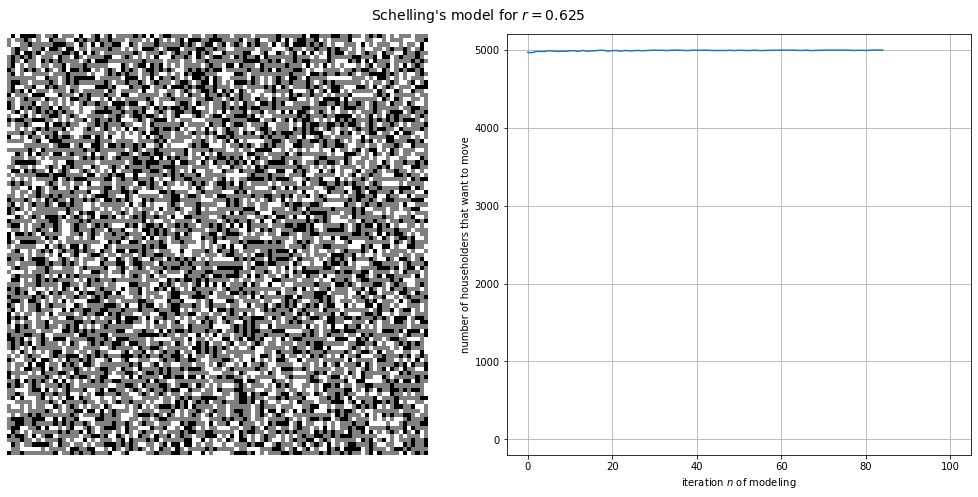 Schelling's model for r = 0.625
number of householders that want to move
5000
4000
3000
2000
1000
0
0 20 40 60 80 100
iteration n of modeling